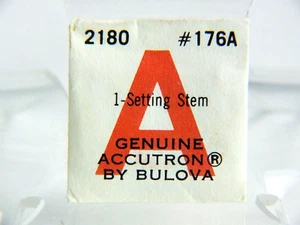 2180 #176A
A
1-Setting Stem
GENUINE
ACCUTRON®
BY BULOVA